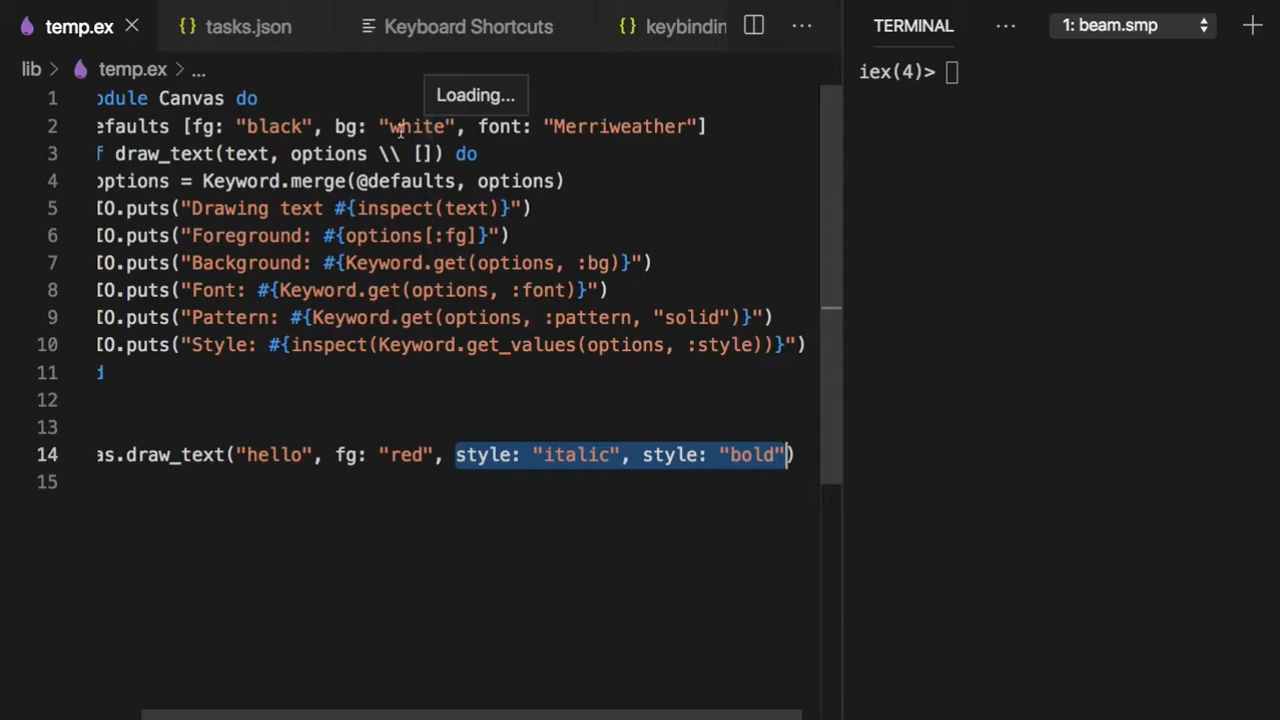 temp.ex tasks.json Keyboard Shortcuts keybindin TERMINAL 1: beam.smp
lib > temp.ex > ...
Loading...
iex(4)>
1 odule Canvas do
2 efaults [fg: "black", bg: "white", font: "Merriweather"]
3 f draw_text(text, options \\ []) do
4 options = Keyword.merge(@defaults, options)
5 IO.puts("Drawing text #{inspect(text)}")
6 IO.puts("Foreground: #{options[:fg]}")
7 IO.puts("Background: #{Keyword.get(options, :bg)}")
8 IO.puts("Font: #{Keyword.get(options, :font)}")
9 IO.puts("Pattern: #{Keyword.get(options, :pattern, "solid")}")
10 IO.puts("Style: #{inspect(Keyword.get_values(options, :style))}")
11 d
12
13
14 as.draw_text("hello", fg: "red", style: "italic", style: "bold")
15